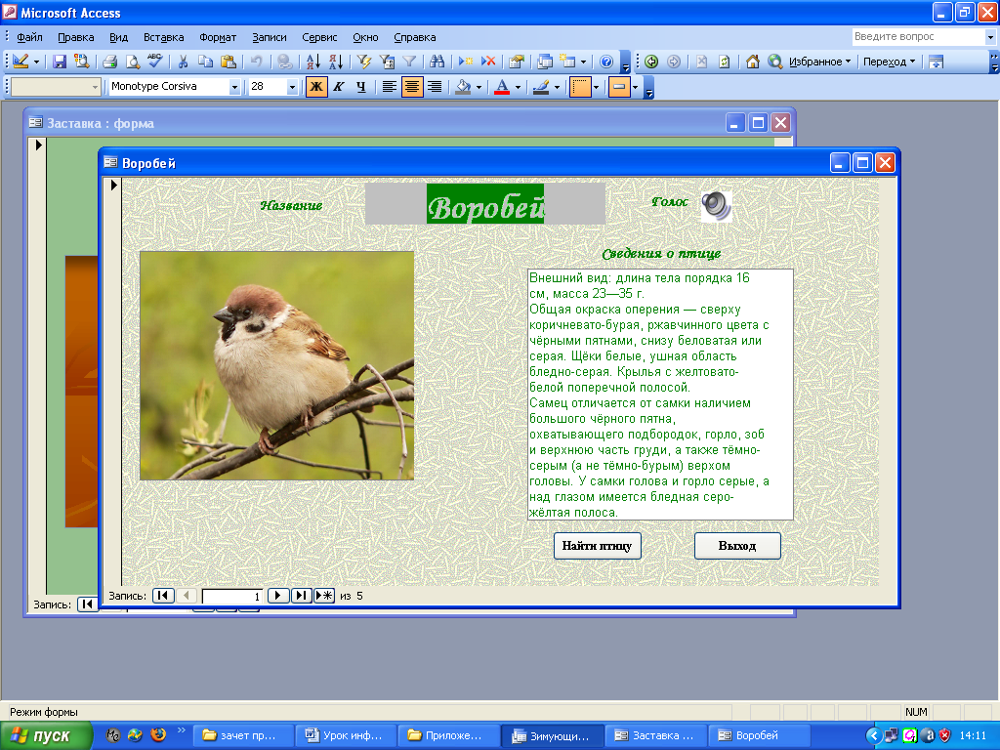 Microsoft Access
Файл Правка Вид Вставка Формат Записи Сервис Окно Справка
Введите вопрос
Избранное Переход
Monotype Corsiva 28 Ж К Ч
Заставка : форма
Воробей
Название
Воробей
Голос
Сведения о птице
Внешний вид: длина тела порядка 16
см, масса 23—35 г.
Общая окраска оперения — сверху
коричневато-бурая, ржавчинного цвета с
чёрными пятнами, снизу беловатая или
серая. Щёки белые, ушная область
бледно-серая. Крылья с желтовато-
белой поперечной полосой.
Самец отличается от самки наличием
большого чёрного пятна,
охватывающего подбородок, горло, зоб
и верхнюю часть груди, а также тёмно-
серым (а не тёмно-бурым) верхом
головы. У самки голова и горло серые, а
над глазом имеется бледная серо-
жёлтая полоса.
Найти птицу
Выход
Запись: 1 из 5
Запись:
Режим формы
NUM
пуск
зачет пр...
Урок инф...
Приложе...
Зимующи...
Заставка ...
Воробей
14:11